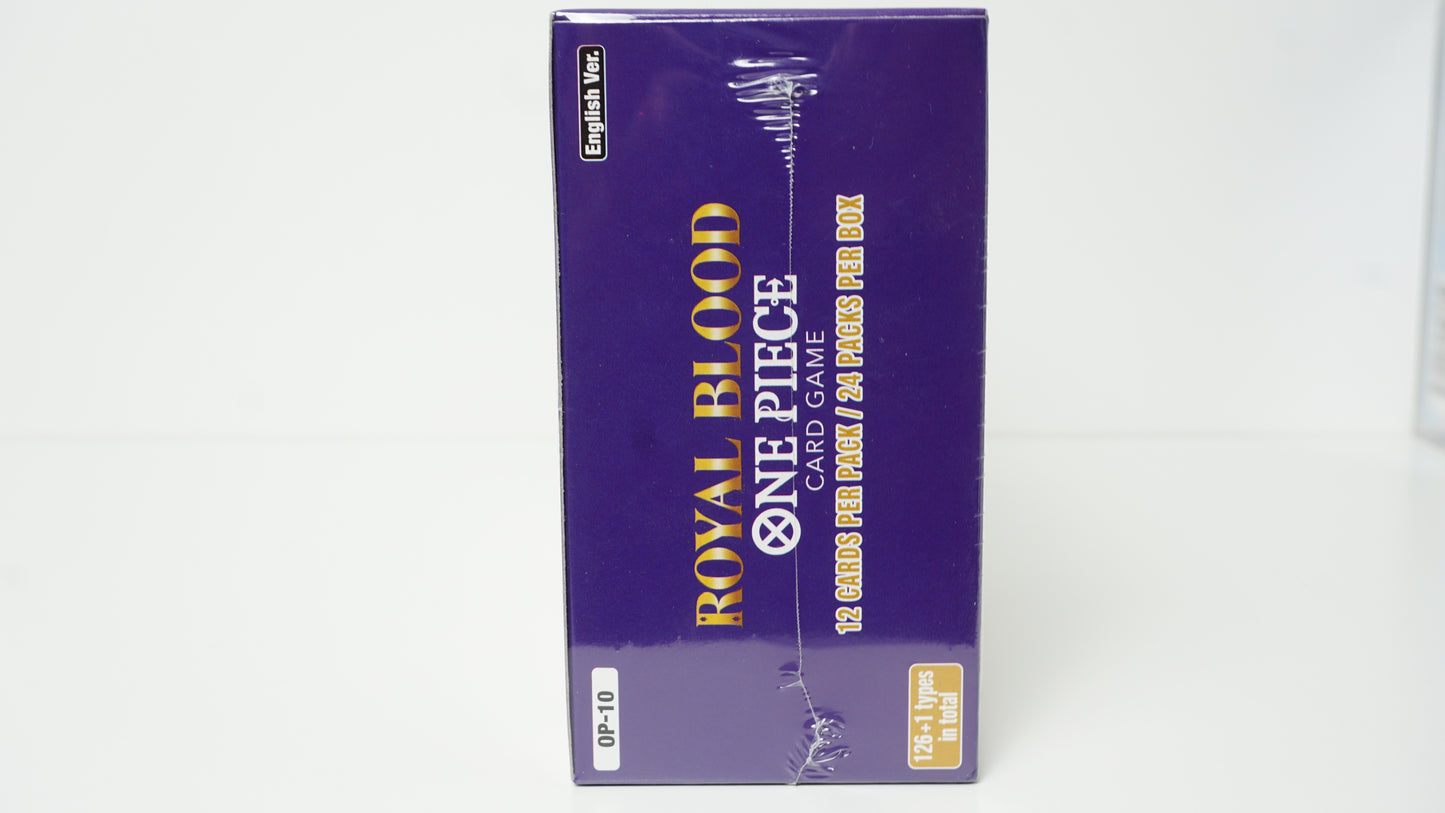 OP-10
English Ver.
ROYAL BLOOD
ONE PIECE
CARD GAME
12 CARDS PER PACK / 24 PACKS PER BOX
126+1 types
in total